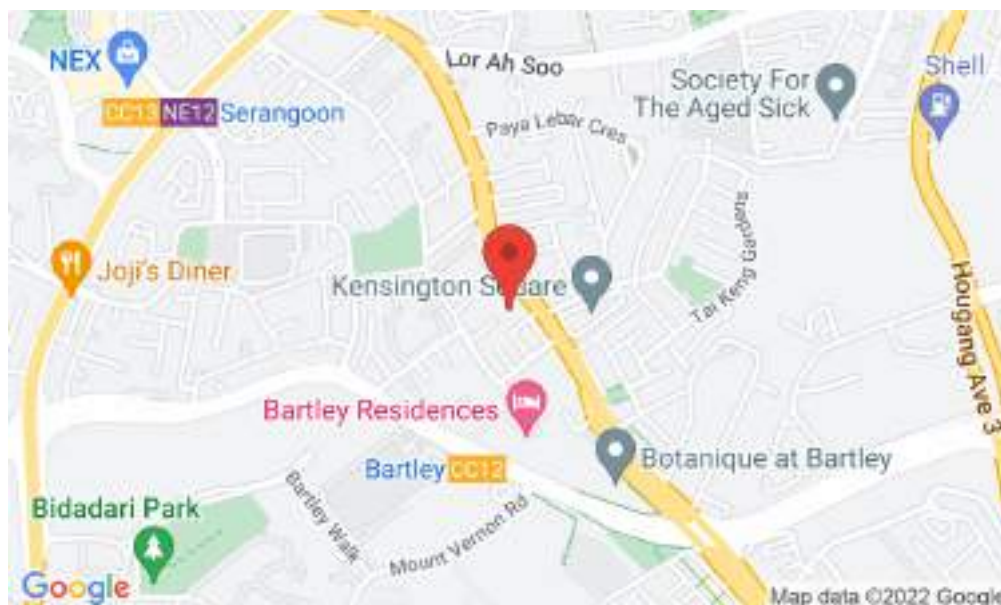 NEX
Lor Ah Soo
Society For
The Aged Sick
Shell
CC13 NE12 Serangoon
Paya Lebar Cres
Joji's Diner
Kensington Square
Tai Keng Gardens
Hougang Ave 3
Bartley Residences
Bartley CC12
Botanique at Bartley
Bidadari Park
Bartley Walk
Mount Vernon Rd
Google
Map data ©2022 Google